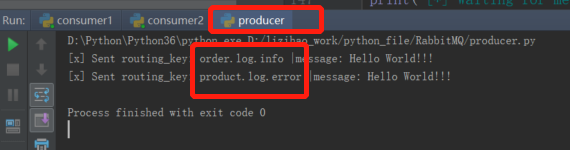 print( [*] Waiting for me
Run: consumer1 consumer2 producer
D:\Python\Python36\python.exe D:/lizihao_work/python_file/RabbitMQ/producer.py
[x] Sent routing_key order.log.info |message: Hello World!!!
[x] Sent routing_key product.log.error |message: Hello World!!!
Process finished with exit code 0